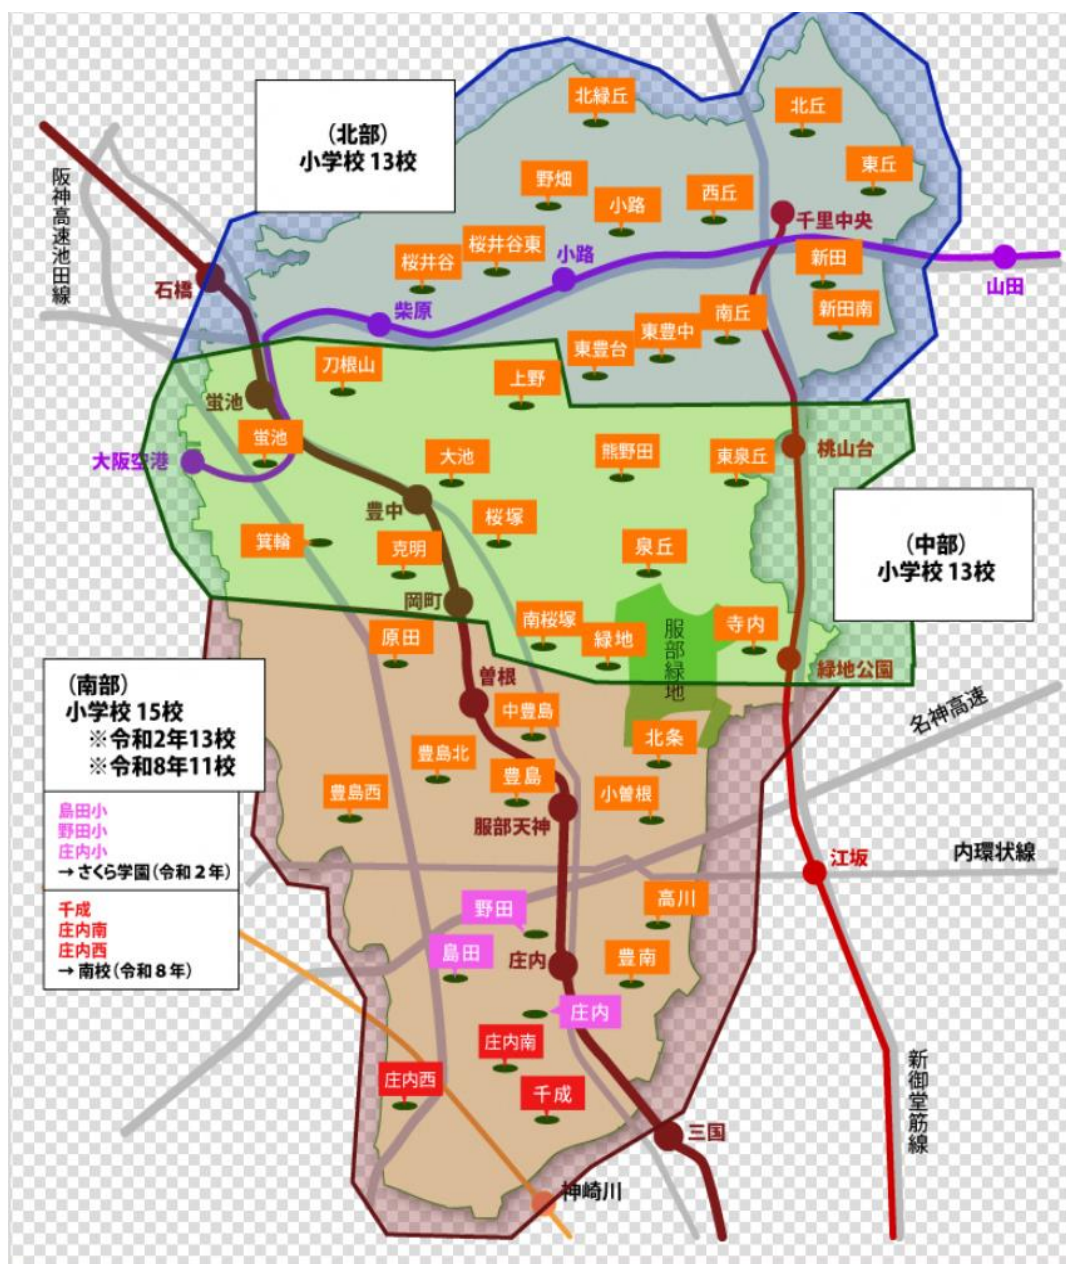 (北部)
小学校 13校
北緑丘
北丘
東丘
野畑
小路
西丘
千里中央
桜井谷東
桜井谷
小路
新田
山田
阪神高速池田線
石橋
柴原
南丘
新田南
東豊中
東豊台
刀根山
上野
蛍池
蛍池
大阪空港
大池
熊野田
東泉丘
桃山台
豊中
桜塚
箕輪
克明
泉丘
(中部)
小学校 13校
岡町
南桜塚
緑地
服部緑地
寺内
緑地公園
原田
曽根
(南部)
小学校 15校
※令和2年13校
※令和8年11校
中豊島
北条
名神高速
豊島北
豊島
豊島西
小曽根
服部天神
島田小
野田小
庄内小
→ さくら学園(令和２年)
江坂
内環状線
千成
庄内南
庄内西
→ 南校(令和８年)
野田
高川
島田
庄内
豊南
庄内
庄内南
庄内西
千成
新御堂筋線
三国
神崎川